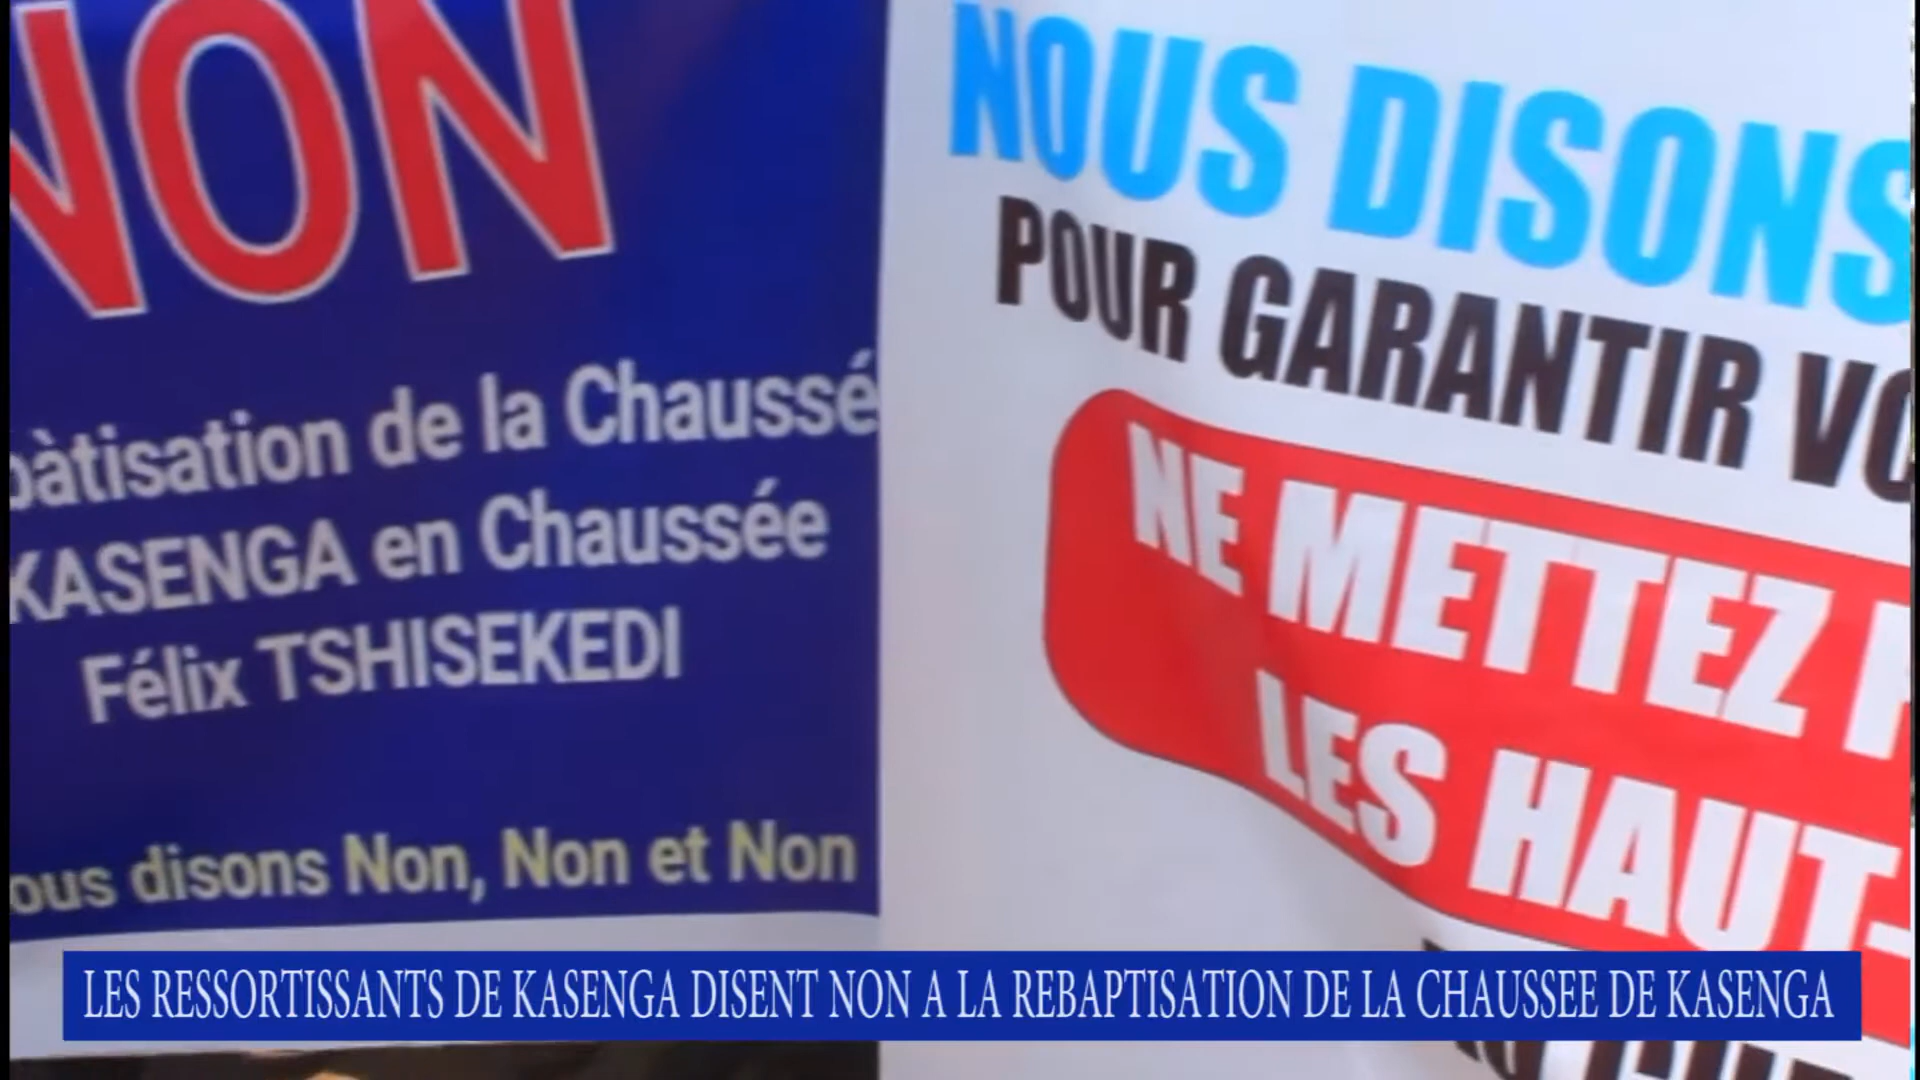 NON
bàtisation de la Chaussé
KASENGA en Chaussée
Félix TSHISEKEDI
ous disons Non, Non et Non
NOUS DISONS
POUR GARANTIR
NE METTEZ
LES HAUT-
LES RESSORTISSANTS DE KASENGA DISENT NON A LA REBAPTISATION DE LA CHAUSSEE DE KASENGA